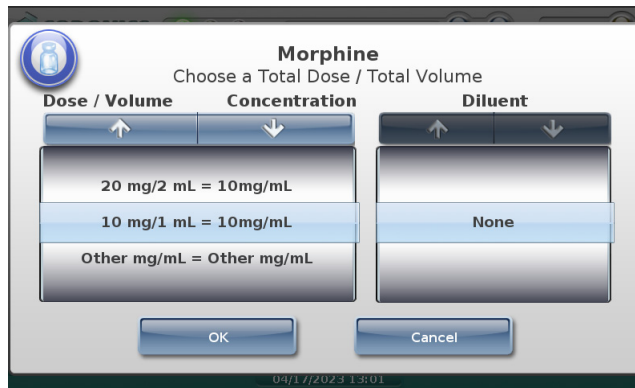 Morphine
Choose a Total Dose / Total Volume
Dose / Volume Concentration Diluent
20 mg/2 mL = 10mg/mL
10 mg/1 mL = 10mg/mL None
Other mg/mL = Other mg/mL
OK Cancel
04/17/2023 13:01